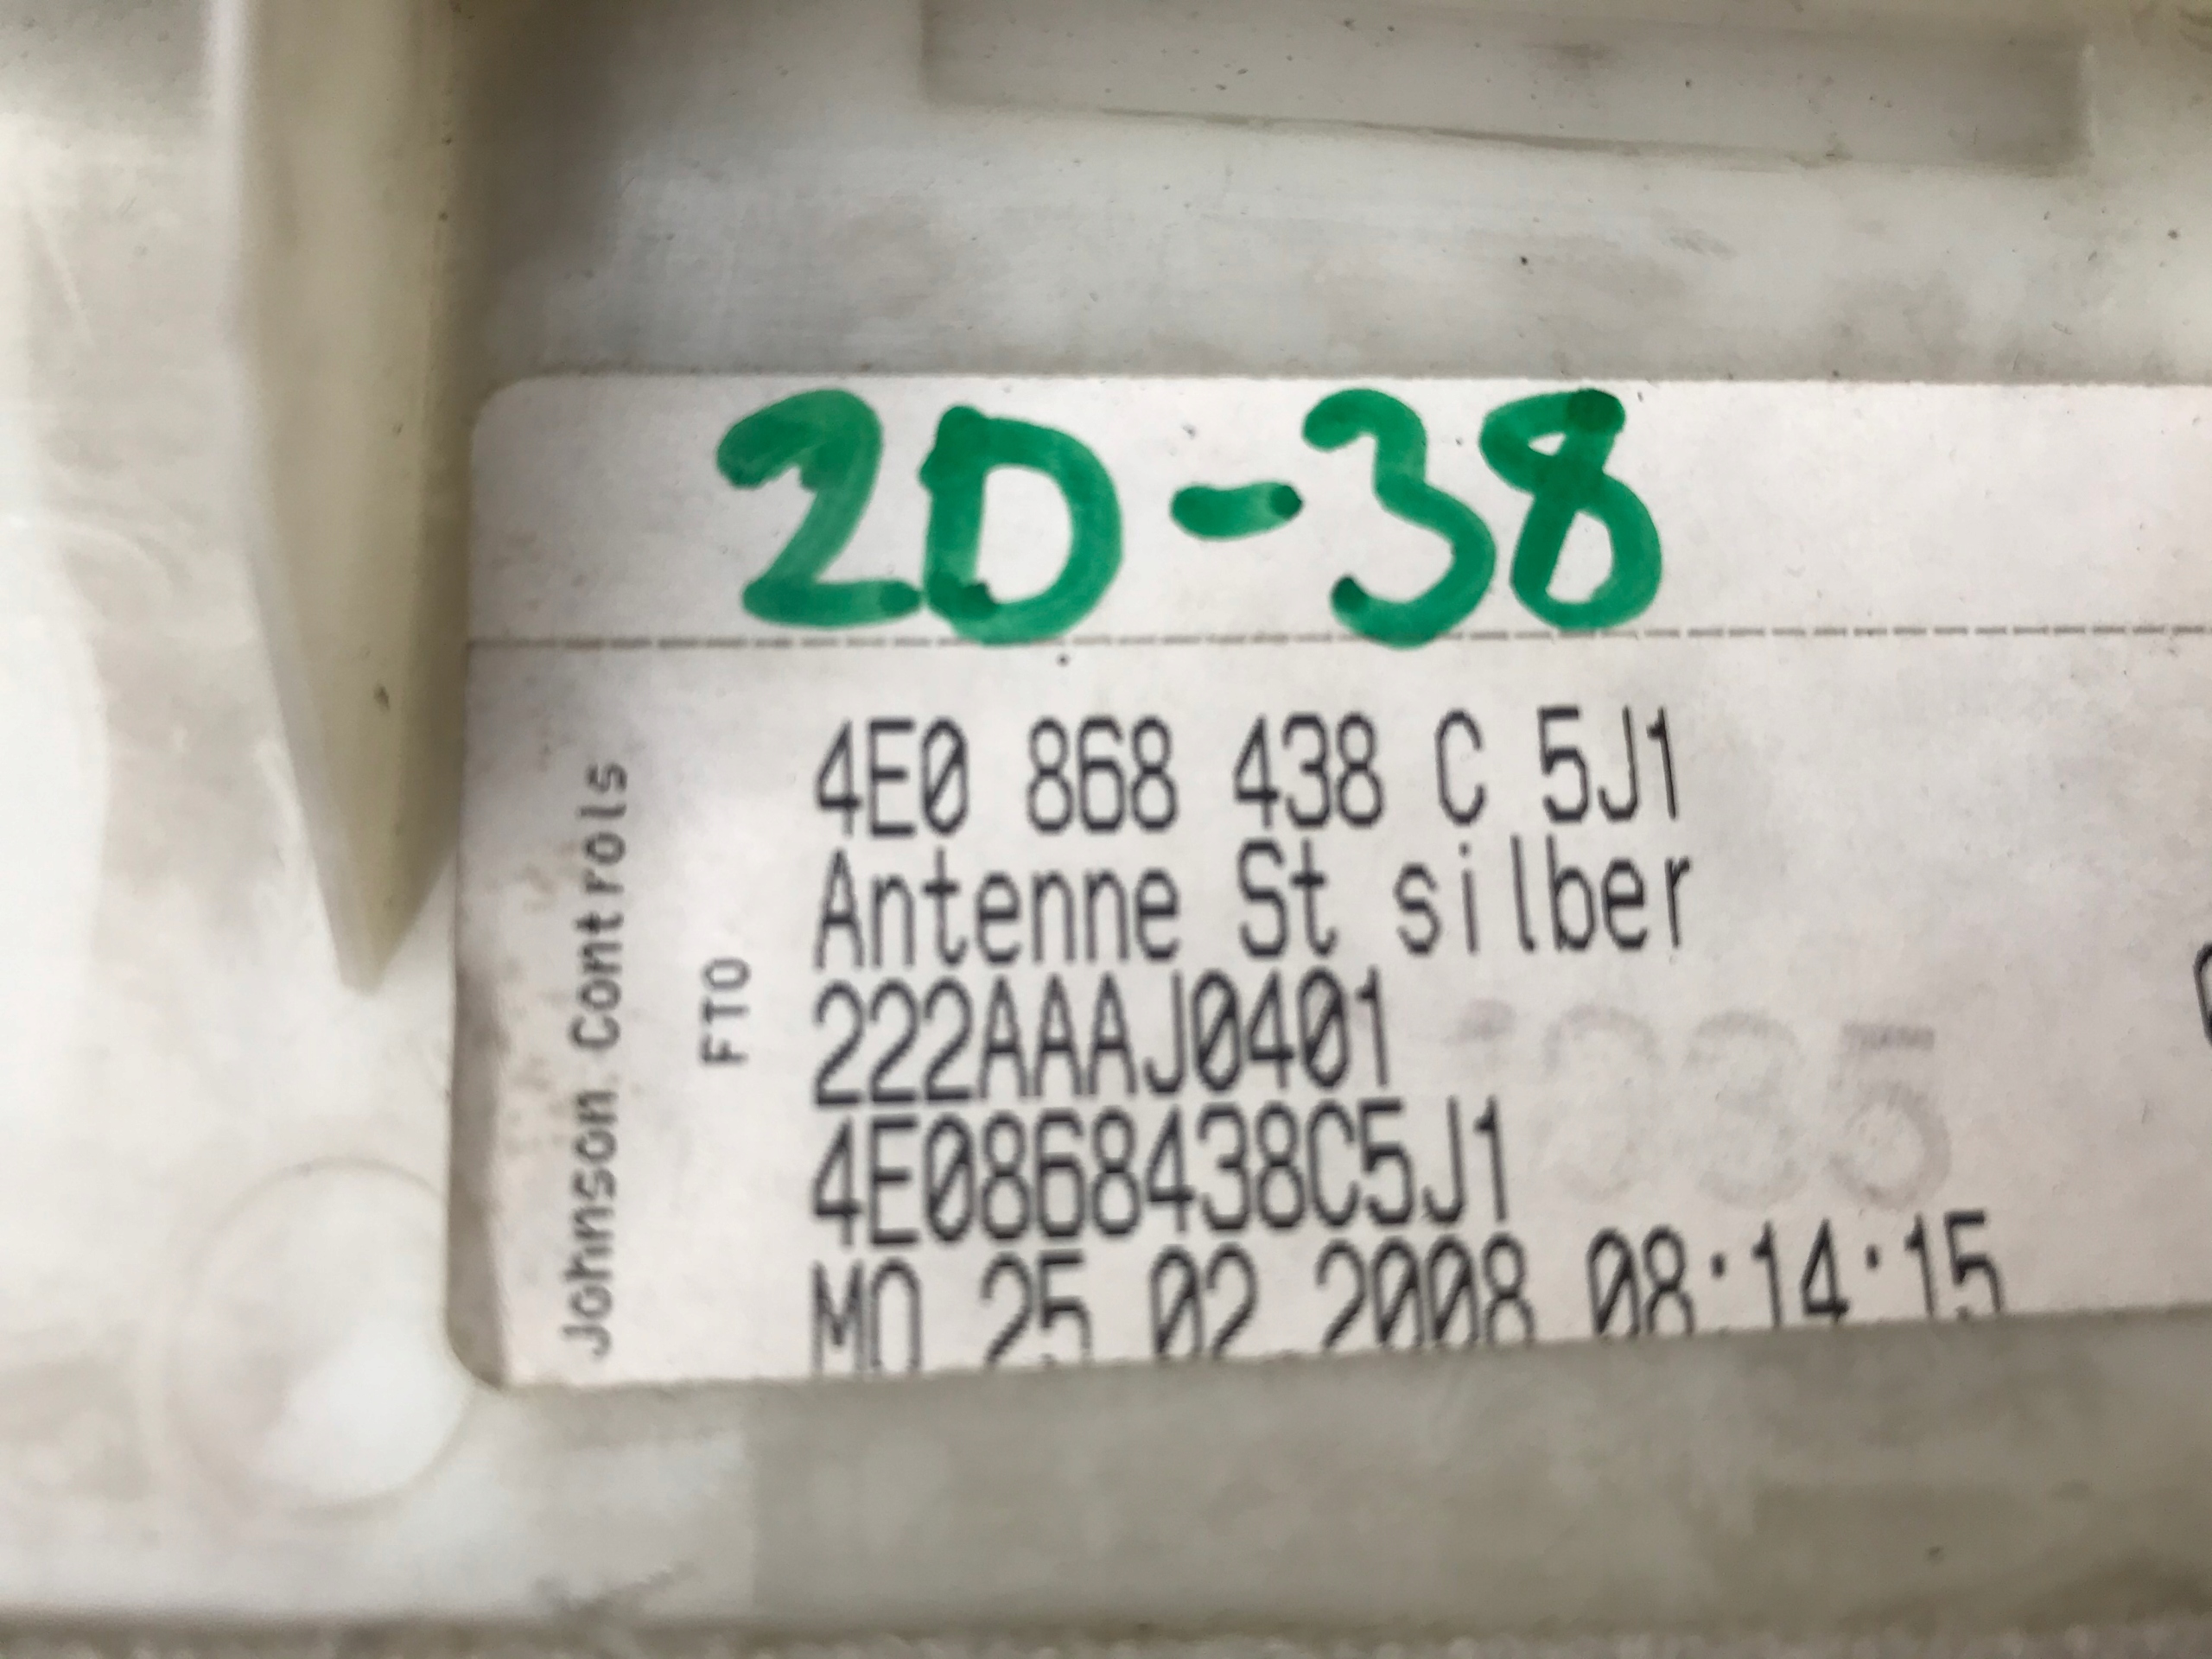 20-38
4E0 868 438 C 5J1
Antenne St silber
222AAAJ0401
4E0868438C5J1
MO 25 02 2008 08:14:15
Johnson Controls
FTO